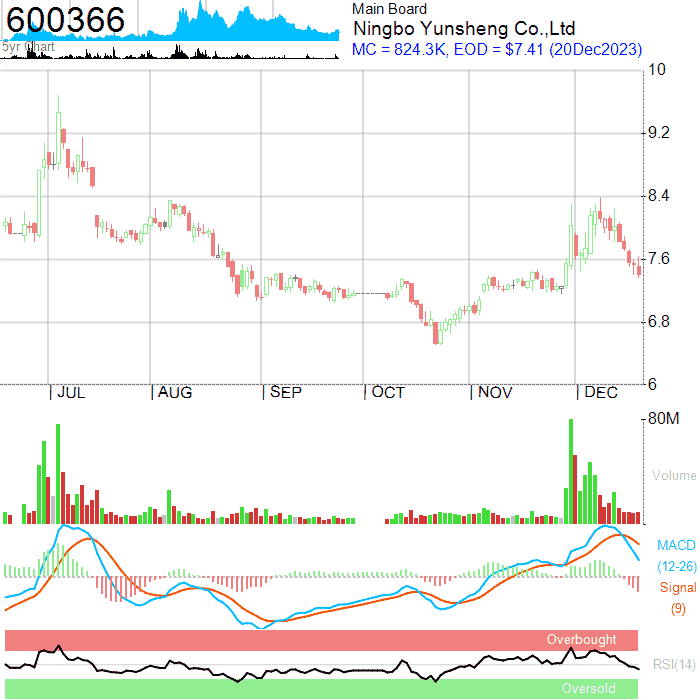 600366
5yr Chart
Main Board
Ningbo Yunsheng Co.,Ltd
MC = 824.3K, EOD = $7.41 (20Dec2023)
10
9.2
8.4
7.6
6.8
6
JUL AUG SEP OCT NOV DEC
80M
Volume
MACD
(12-26)
Signal
(9)
Overbought
RSI(14)
Oversold